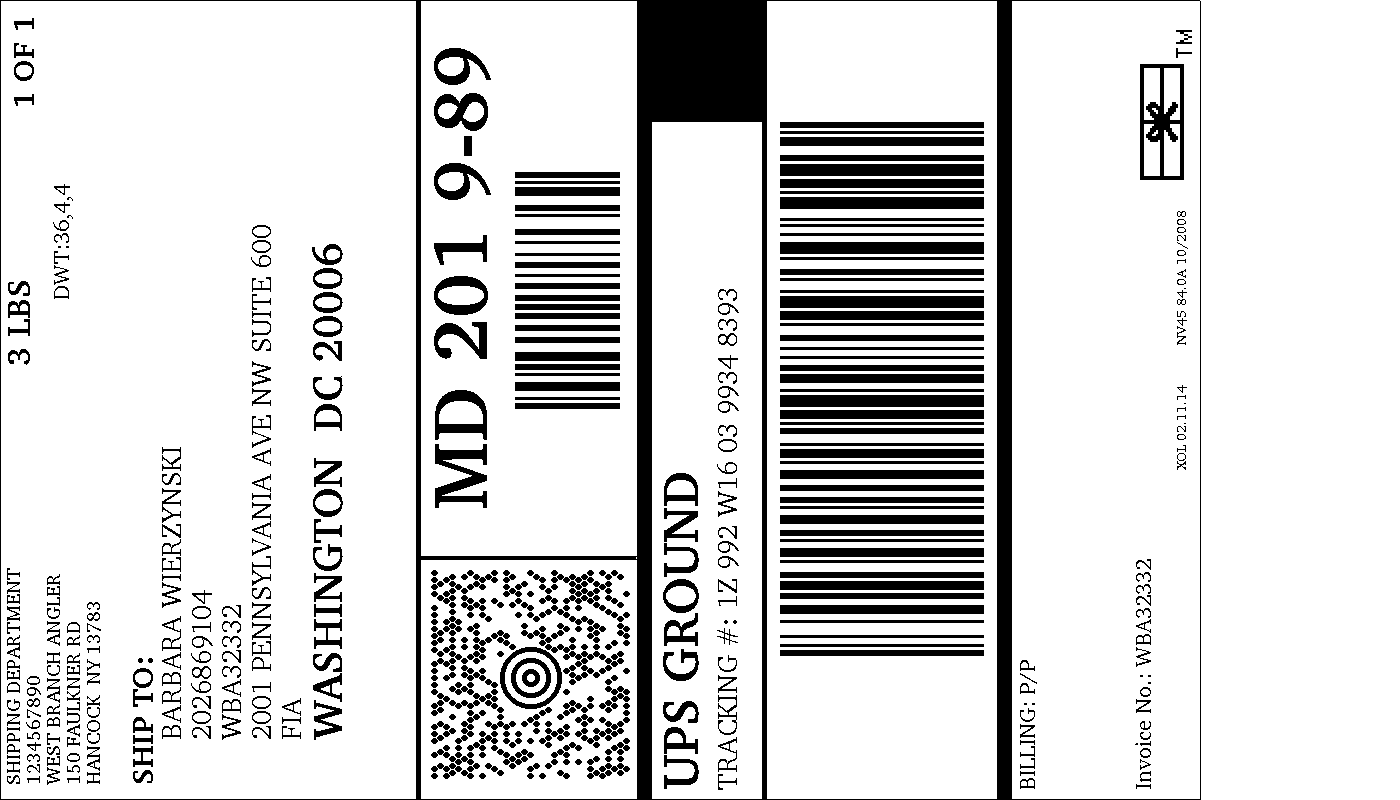 SHIPPING DEPARTMENT
1234567890
WEST BRANCH ANGLER
150 FAULKNER RD
HANCOCK NY 13783
3 LBS
1 OF 1
DWT:36,4,4
SHIP TO:
BARBARA WIERZYNSKI
2026869104
WBA32332
2001 PENNSYLVANIA AVE NW SUITE 600
FIA
WASHINGTON DC 20006
MD 201 9-89
UPS GROUND
TRACKING #: 1Z 992 W16 03 9934 8393
BILLING: P/P
Invoice No.: WBA32332
XOL 02.11.14 NV45 84.0A 10/2008
TM